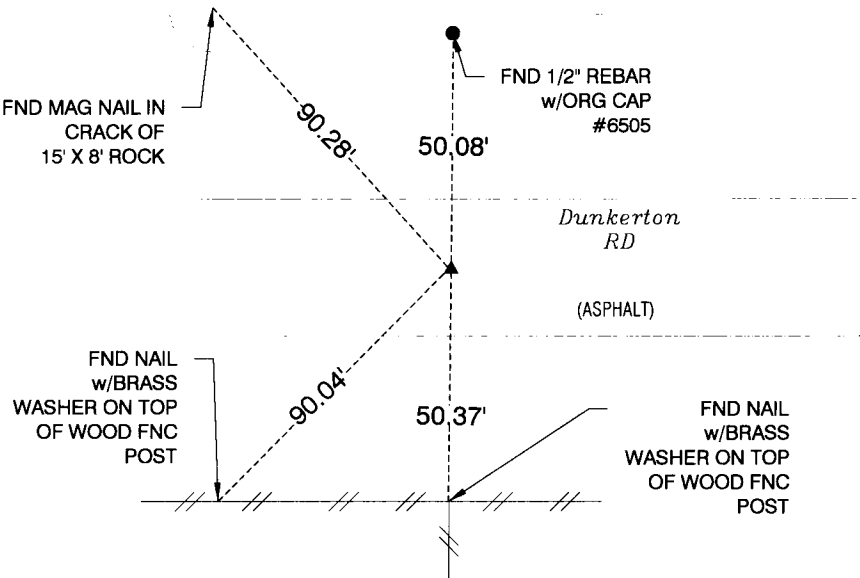 FND MAG NAIL IN
CRACK OF
15' X 8' ROCK
90.28'
50.08'
FND 1/2" REBAR
w/ORG CAP
#6505
Dunkerton
RD
(ASPHALT)
FND NAIL
w/BRASS
WASHER ON TOP
OF WOOD FNC
POST
90.04'
50.37'
FND NAIL
w/BRASS
WASHER ON TOP
OF WOOD FNC
POST